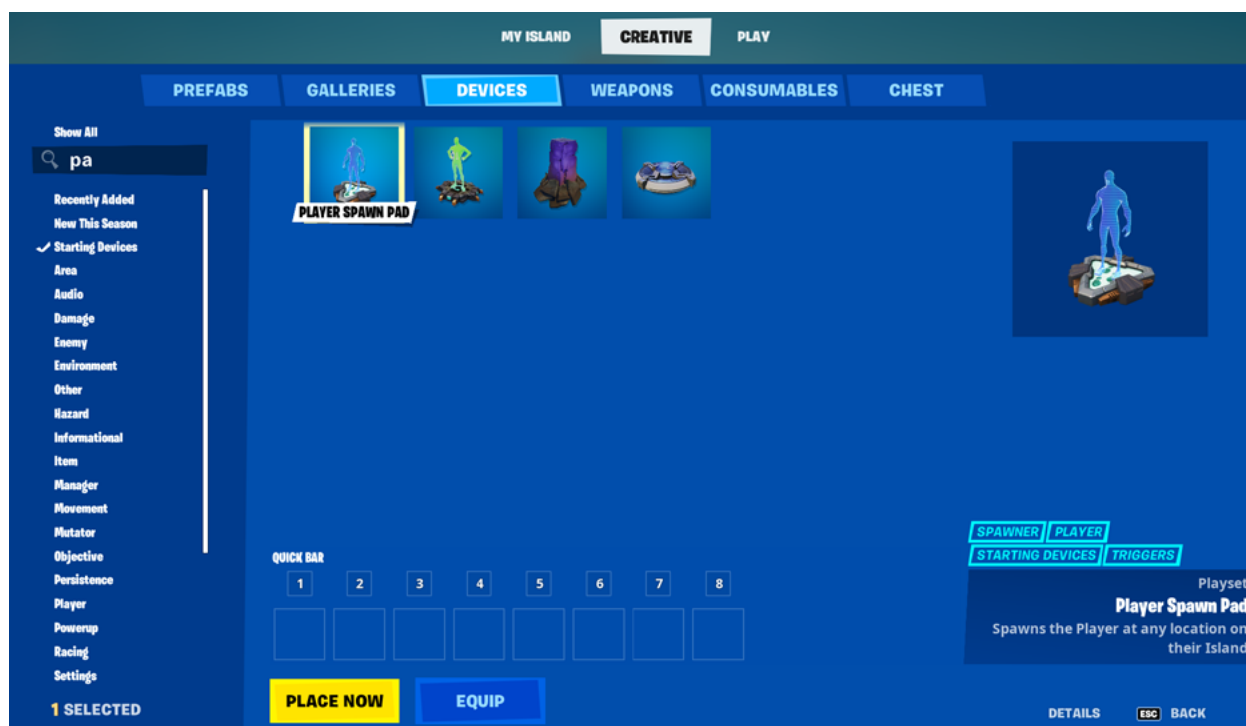 MY ISLAND CREATIVE PLAY
PREFABS GALLERIES DEVICES WEAPONS CONSUMABLES CHEST
Show All
pa
Recently Added
New This Season
Starting Devices
Area
Audio
Damage
Enemy
Environment
Other
Hazard
Informational
Item
Manager
Movement
Mutator
Objective
Persistence
Player
Powerup
Racing
Settings
1 SELECTED
PLAYER SPAWN PAD
QUICK BAR
1 2 3 4 5 6 7 8
PLACE NOW EQUIP
SPAWNER PLAYER
STARTING DEVICES TRIGGERS
Playset
Player Spawn Pad
Spawns the Player at any location on
their Island
DETAILS ESC BACK